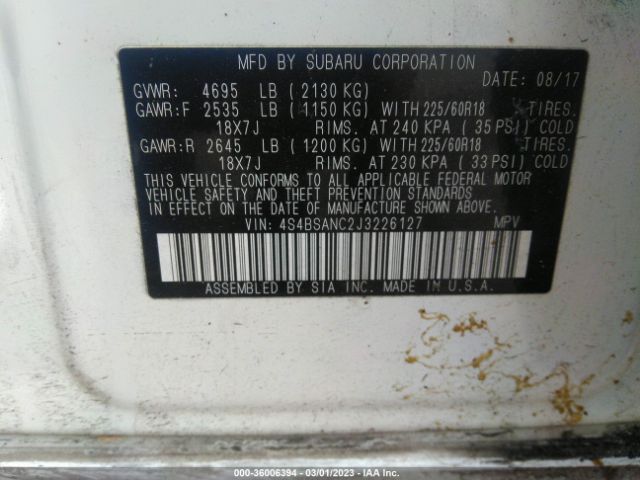 MFD BY SUBARU CORPORATION
DATE: 08/17
GVWR: 4695 LB ( 2130 KG)
GAWR:F 2535 LB ( 1150 KG) WITH 225/60R18 TIRES.
18X7J RIMS. AT 240 KPA ( 35 PSI) COLD
GAWR:R 2645 LB ( 1200 KG) WITH 225/60R18 TIRES.
18X7J RIMS. AT 230 KPA ( 33 PSI) COLD
THIS VEHICLE CONFORMS TO ALL APPLICABLE FEDERAL MOTOR
VEHICLE SAFETY AND THEFT PREVENTION STANDARDS
IN EFFECT ON THE DATE OF MANUFACTURE SHOWN ABOVE.
VIN: 4S4BSANC2J3226127 MPV
ASSEMBLED BY SIA INC. MADE IN U.S.A.
000-36006394 - 03/01/2023 - IAA Inc.